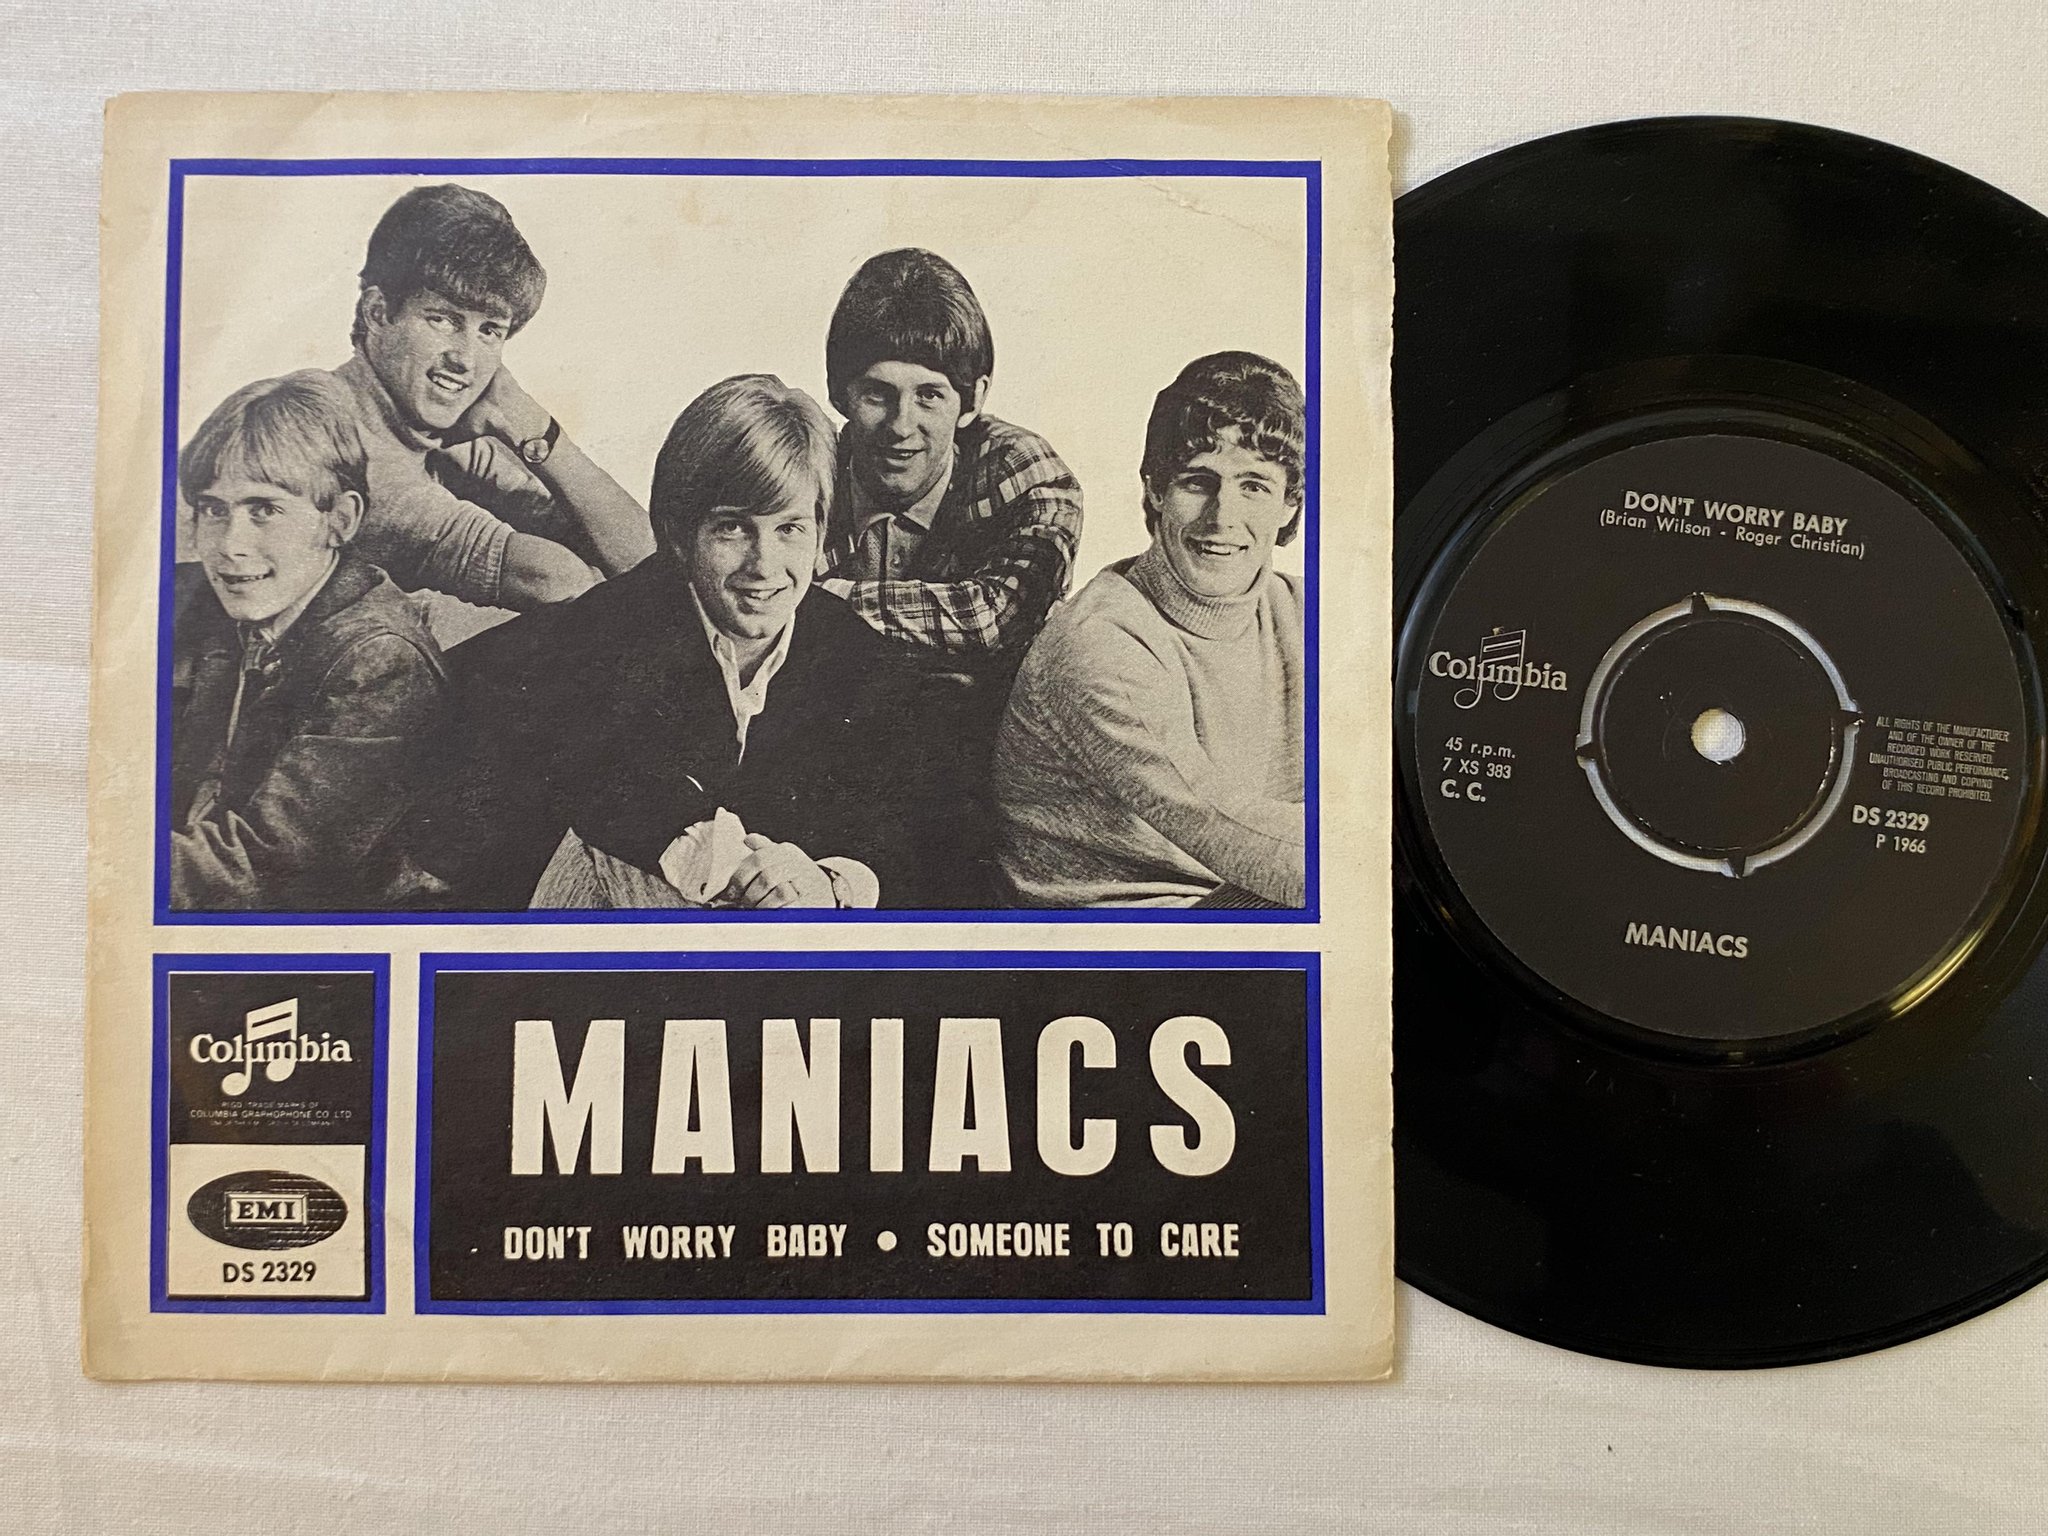 Columbia
REGD. TRADE MARKS OF
COLUMBIA GRAPHOPHONE CO LTD
EMI
DS 2329
MANIACS
DON'T WORRY BABY • SOMEONE TO CARE
DON'T WORRY BABY
(Brian Wilson - Roger Christian)
Columbia
45 r.p.m.
7 XS 383
C. C.
ALL RIGHTS OF THE MANUFACTURER
AND OF THE OWNER OF THE
RECORDED WORK RESERVED.
UNAUTHORISED PUBLIC PERFORMANCE,
BROADCASTING AND COPYING
OF THIS RECORD PROHIBITED.
DS 2329
P 1966
MANIACS